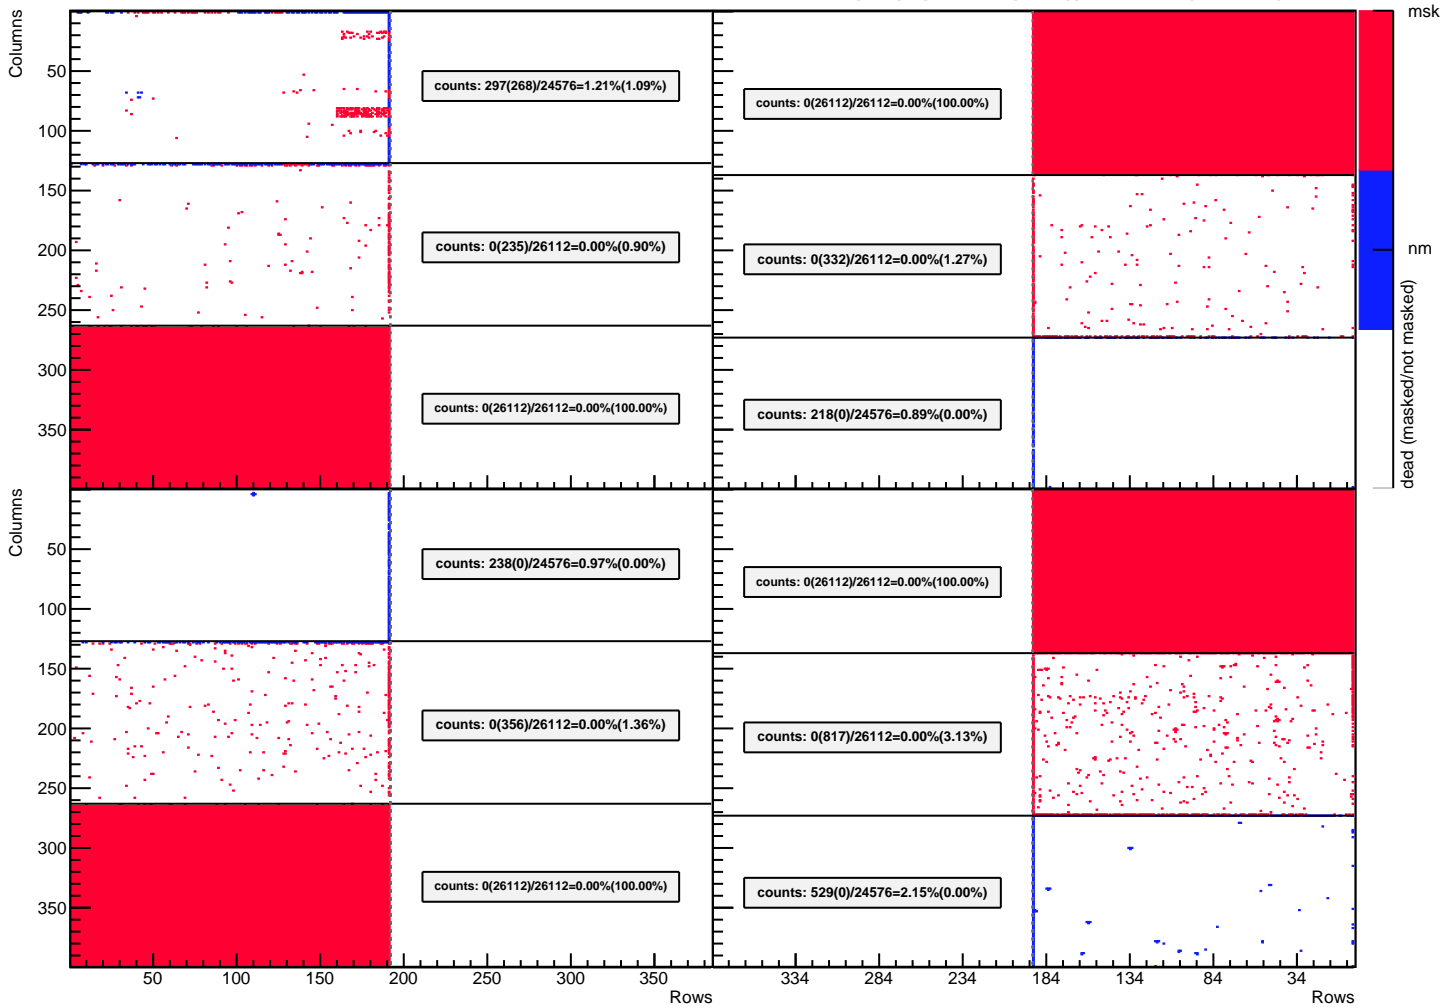 msk
Columns
50
counts: 297(268)/24576=1.21%(1.09%)
counts: 0(26112)/26112=0.00%(100.00%)
100
150
200
counts: 0(235)/26112=0.00%(0.90%)
counts: 0(332)/26112=0.00%(1.27%)
nm
250
dead (masked/not masked)
300
350
counts: 0(26112)/26112=0.00%(100.00%)
counts: 218(0)/24576=0.89%(0.00%)
Columns
50
counts: 238(0)/24576=0.97%(0.00%)
counts: 0(26112)/26112=0.00%(100.00%)
100
150
200
counts: 0(356)/26112=0.00%(1.36%)
counts: 0(817)/26112=0.00%(3.13%)
250
300
350
counts: 0(26112)/26112=0.00%(100.00%)
counts: 529(0)/24576=2.15%(0.00%)
50 100 150 200 250 300 350 334 284 234 184 134 84 34
Rows Rows